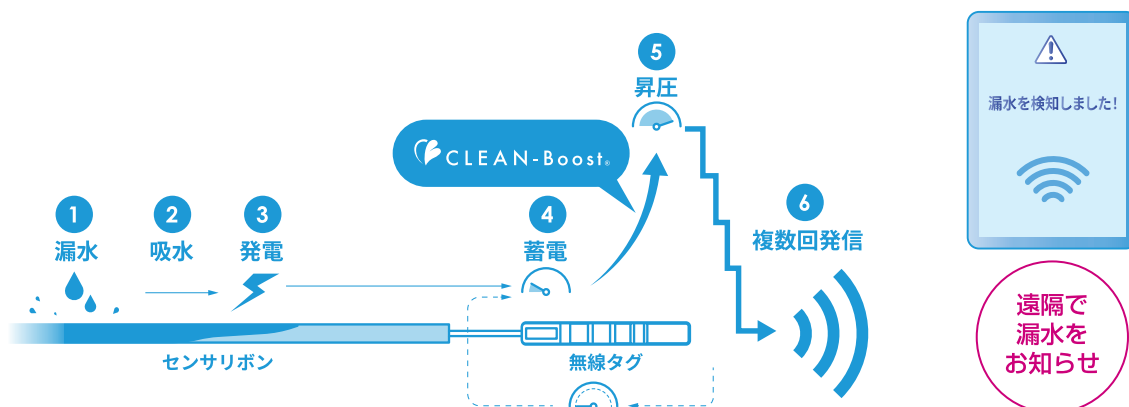 5
昇圧
CLEAN-Boost®
漏水を検知しました!
1
漏水
2
吸水
3
発電
4
蓄電
6
複数回発信
センサリボン
無線タグ
遠隔で
漏水を
お知らせ